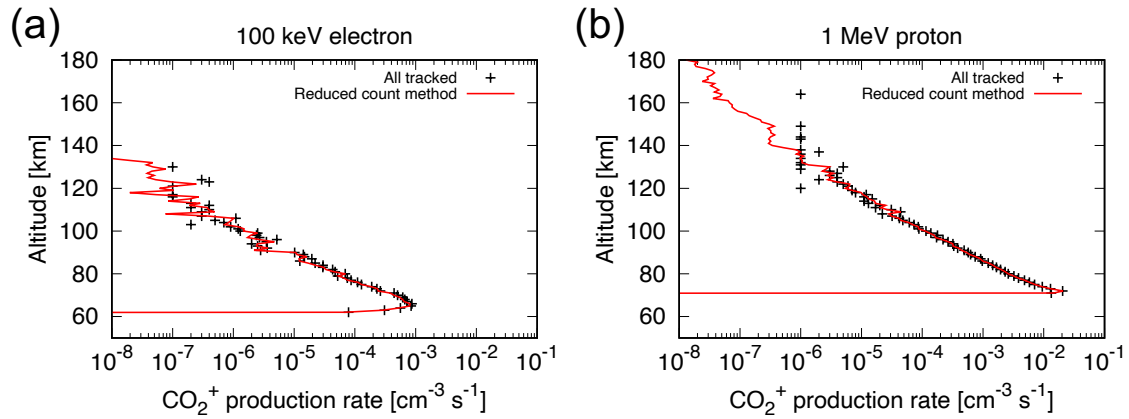 (a)
100 keV electron
All tracked
Reduced count method
Altitude [km]
180
160
140
120
100
80
60
10⁻⁸ 10⁻⁷ 10⁻⁶ 10⁻⁵ 10⁻⁴ 10⁻³ 10⁻² 10⁻¹
CO₂⁺ production rate [cm⁻³ s⁻¹]
(b)
1 MeV proton
All tracked
Reduced count method
Altitude [km]
180
160
140
120
100
80
60
10⁻⁸ 10⁻⁷ 10⁻⁶ 10⁻⁵ 10⁻⁴ 10⁻³ 10⁻² 10⁻¹
CO₂⁺ production rate [cm⁻³ s⁻¹]